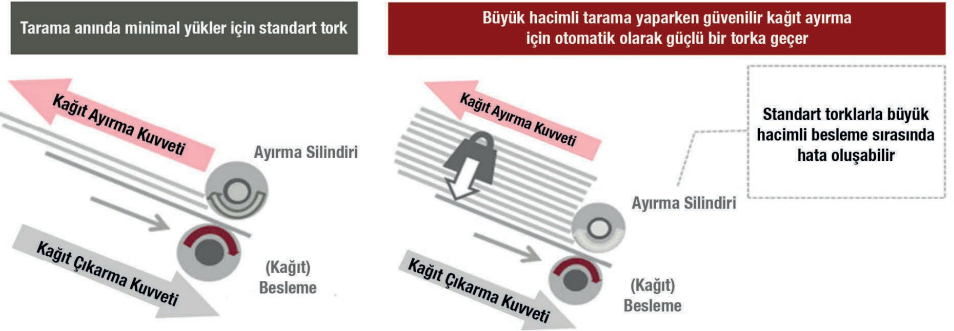 Tarama anında minimal yükler için standart tork
Kağıt Ayırma Kuvveti
Ayırma Silindiri
(Kağıt)
Besleme
Kağıt Çıkarma Kuvveti
Büyük hacimli tarama yaparken güvenilir kağıt ayırma
için otomatik olarak güçlü bir torka geçer
Kağıt Ayırma Kuvveti
Standart torklarla büyük
hacimli besleme sırasında
hata oluşabilir
Ayırma Silindiri
(Kağıt)
Besleme
Kağıt Çıkarma Kuvveti